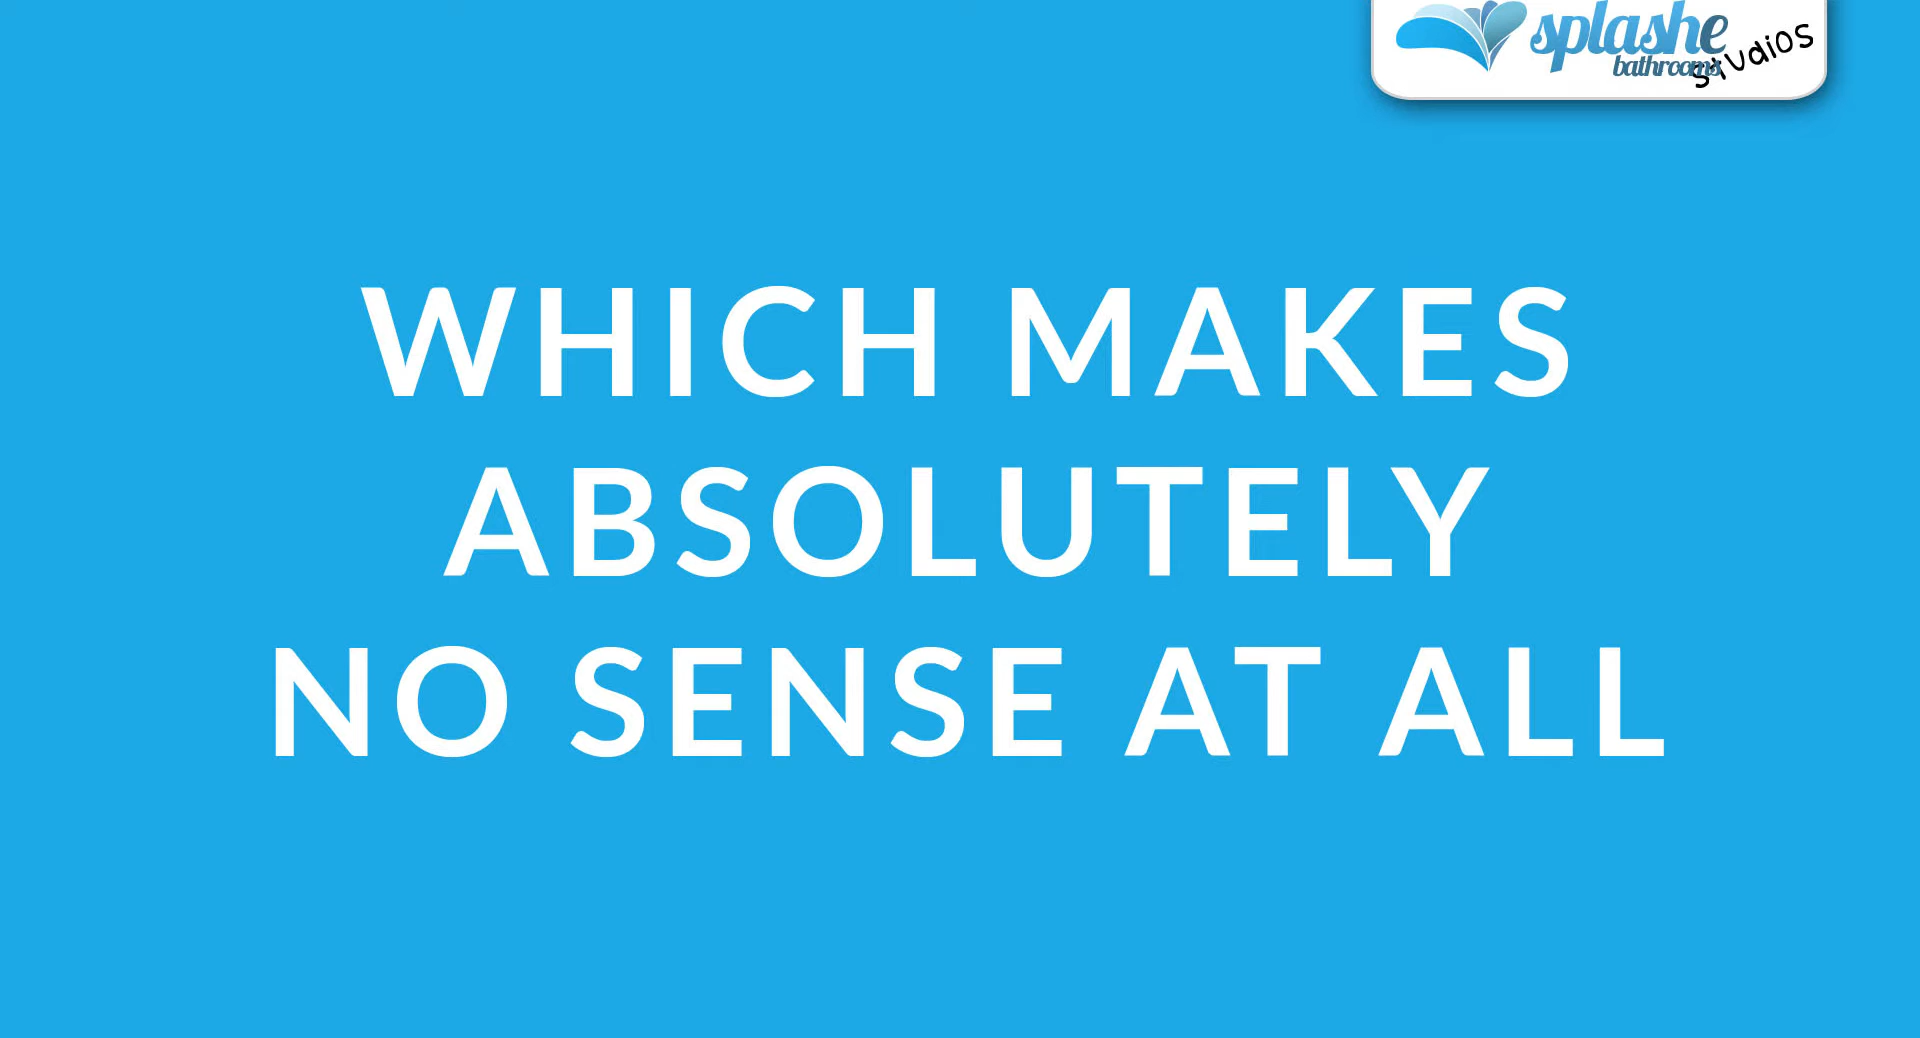 splashe
bathrooms
studios
WHICH MAKES
ABSOLUTELY
NO SENSE AT ALL